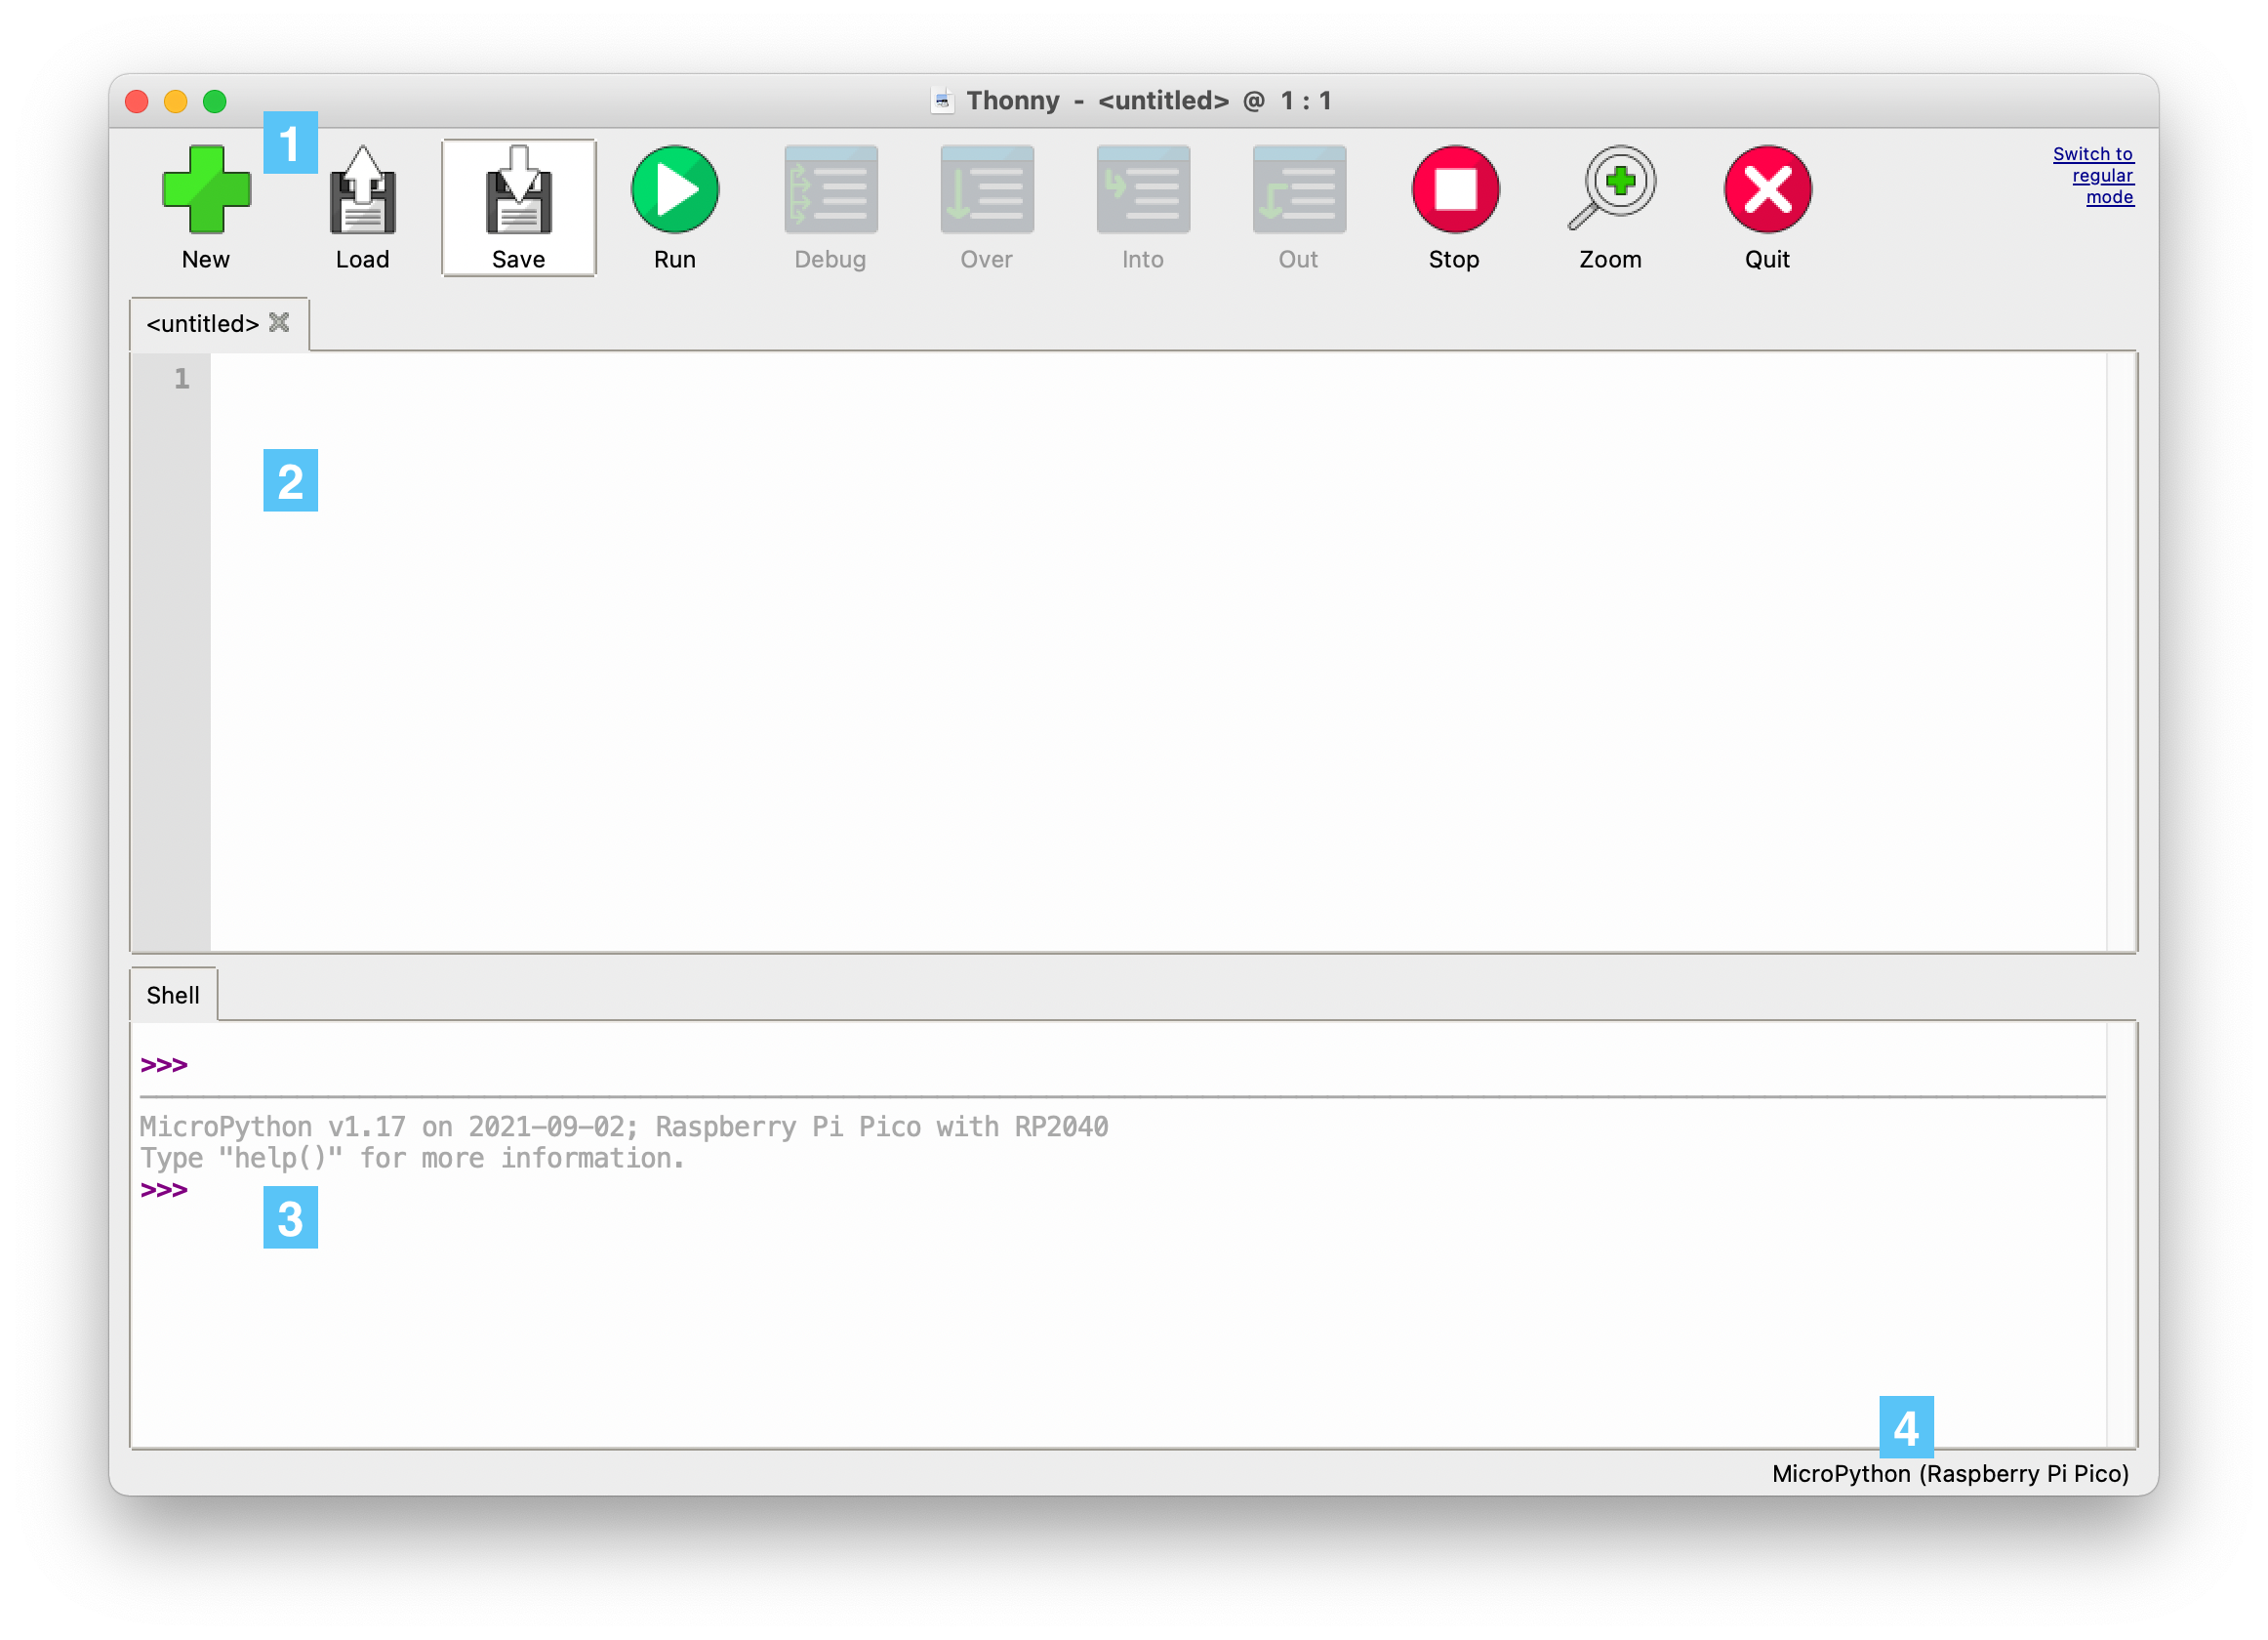 Thonny - <untitled> @ 1 : 1
1
Switch to
regular
mode
New Load Save Run Debug Over Into Out Stop Zoom Quit
<untitled>
1
2
Shell
>>>
MicroPython v1.17 on 2021-09-02; Raspberry Pi Pico with RP2040
Type "help()" for more information.
>>>
3
4
MicroPython (Raspberry Pi Pico)